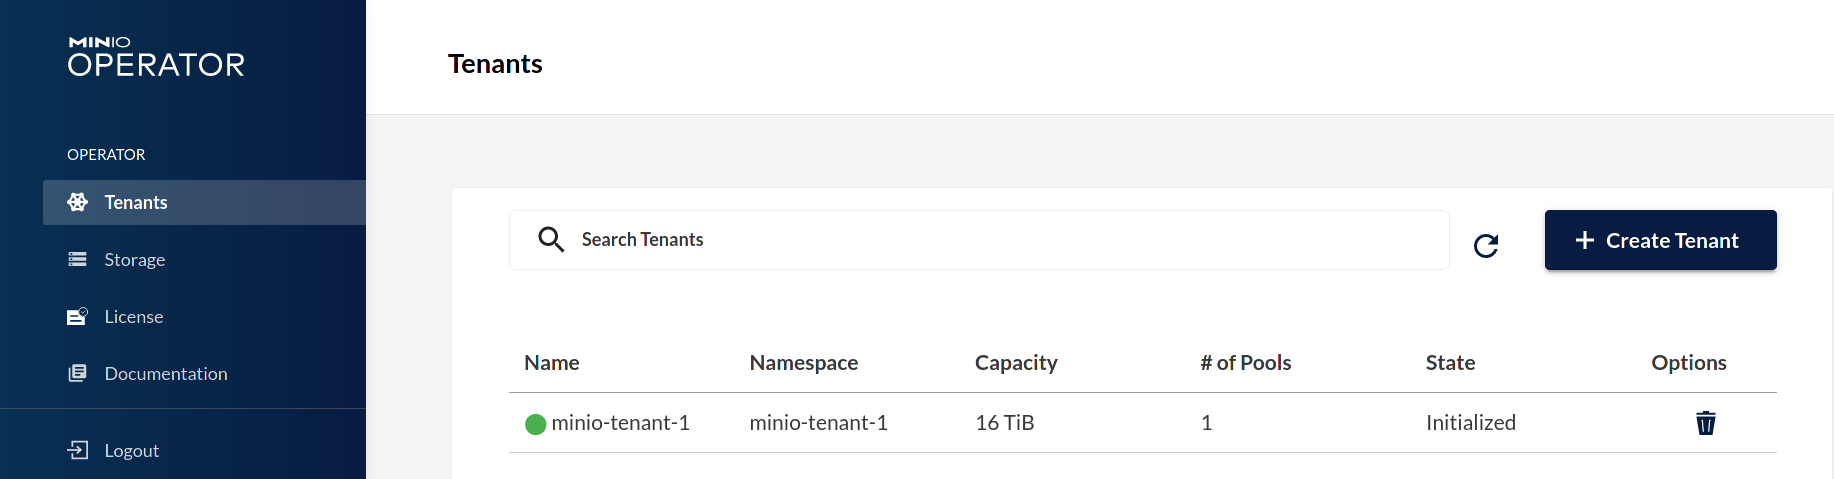 MINIO
OPERATOR
OPERATOR
Tenants
Storage
License
Documentation
Logout
Tenants
Search Tenants
Create Tenant
Name Namespace Capacity # of Pools State Options
minio-tenant-1 minio-tenant-1 16 TiB 1 Initialized